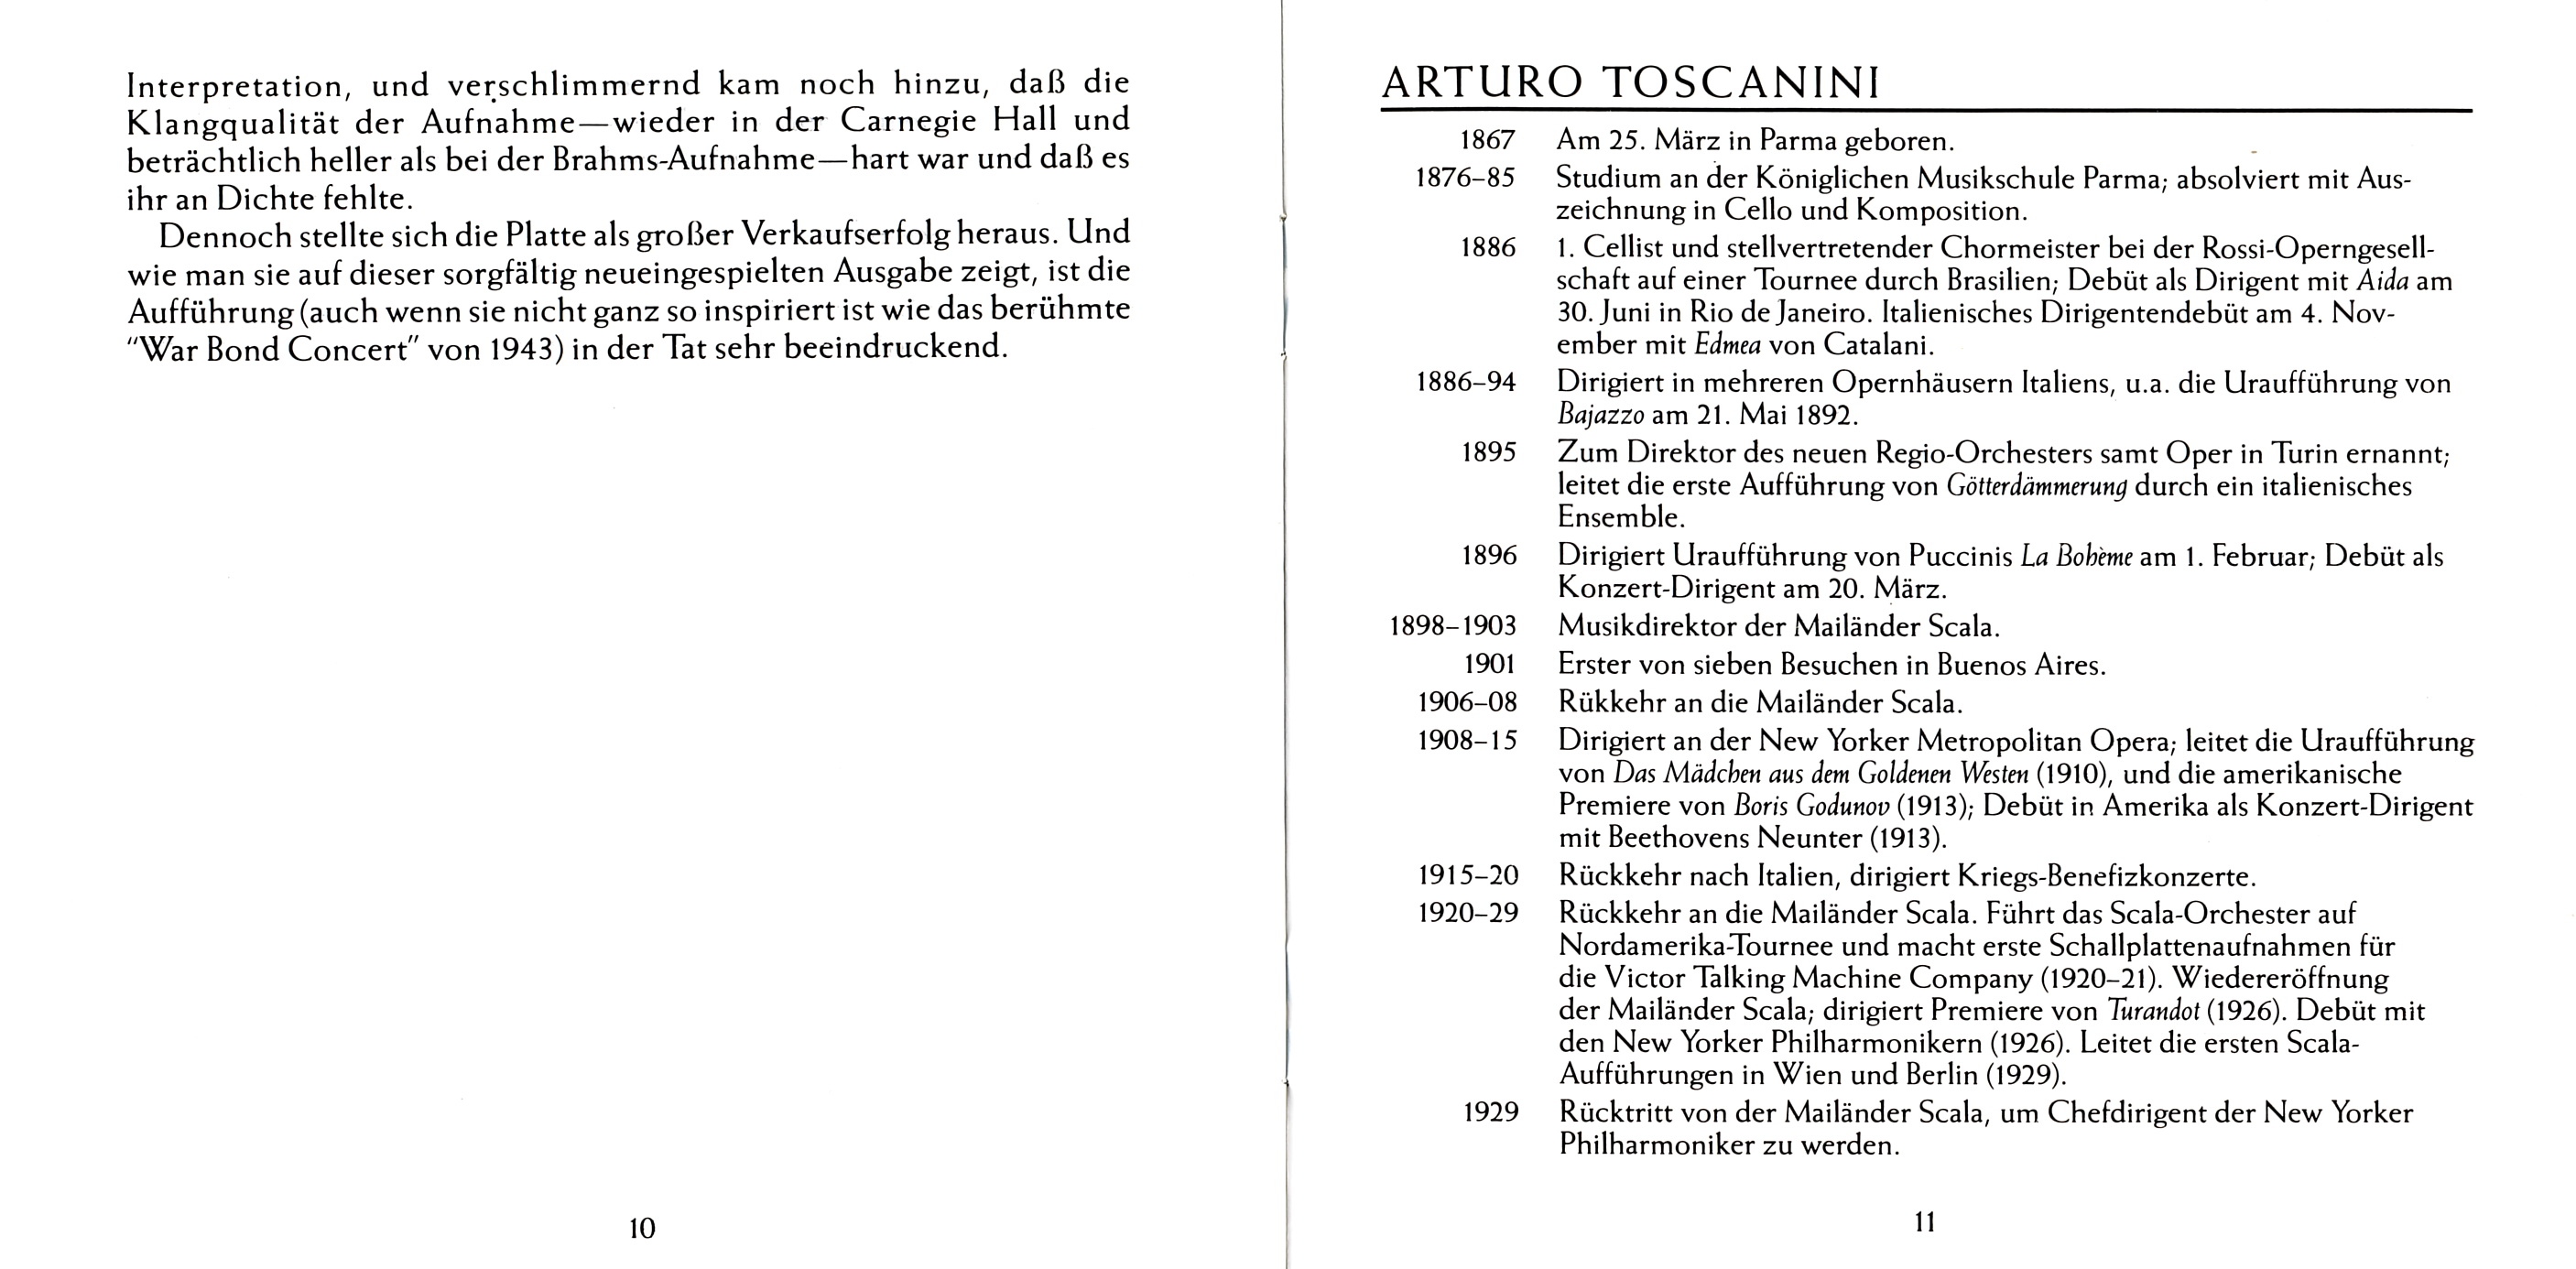 Interpretation, und verschlimmernd kam noch hinzu, daß die
Klangqualität der Aufnahme—wieder in der Carnegie Hall und
beträchtlich heller als bei der Brahms-Aufnahme—hart war und daß es
ihr an Dichte fehlte.
Dennoch stellte sich die Platte als großer Verkaufserfolg heraus. Und
wie man sie auf dieser sorgfältig neueingespielten Ausgabe zeigt, ist die
Aufführung (auch wenn sie nicht ganz so inspiriert ist wie das berühmte
"War Bond Concert" von 1943) in der Tat sehr beeindruckend.
10
ARTURO TOSCANINI
1867 Am 25. März in Parma geboren.
1876–85 Studium an der Königlichen Musikschule Parma; absolviert mit Aus-
zeichnung in Cello und Komposition.
1886 1. Cellist und stellvertretender Chormeister bei der Rossi-Operngesell-
schaft auf einer Tournee durch Brasilien; Debüt als Dirigent mit Aida am
30. Juni in Rio de Janeiro. Italienisches Dirigentendebüt am 4. Nov-
ember mit Edmea von Catalani.
1886–94 Dirigiert in mehreren Opernhäusern Italiens, u.a. die Uraufführung von
Bajazzo am 21. Mai 1892.
1895 Zum Direktor des neuen Regio-Orchesters samt Oper in Turin ernannt;
leitet die erste Aufführung von Götterdämmerung durch ein italienisches
Ensemble.
1896 Dirigiert Uraufführung von Puccinis La Bohème am 1. Februar; Debüt als
Konzert-Dirigent am 20. März.
1898–1903 Musikdirektor der Mailänder Scala.
1901 Erster von sieben Besuchen in Buenos Aires.
1906–08 Rükkehr an die Mailänder Scala.
1908–15 Dirigiert an der New Yorker Metropolitan Opera; leitet die Uraufführung
von Das Mädchen aus dem Goldenen Westen (1910), und die amerikanische
Premiere von Boris Godunov (1913); Debüt in Amerika als Konzert-Dirigent
mit Beethovens Neunter (1913).
1915–20 Rückkehr nach Italien, dirigiert Kriegs-Benefizkonzerte.
1920–29 Rückkehr an die Mailänder Scala. Führt das Scala-Orchester auf
Nordamerika-Tournee und macht erste Schallplattenaufnahmen für
die Victor Talking Machine Company (1920–21). Wiedereröffnung
der Mailänder Scala; dirigiert Premiere von Turandot (1926). Debüt mit
den New Yorker Philharmonikern (1926). Leitet die ersten Scala-
Aufführungen in Wien und Berlin (1929).
1929 Rücktritt von der Mailänder Scala, um Chefdirigent der New Yorker
Philharmoniker zu werden.
11